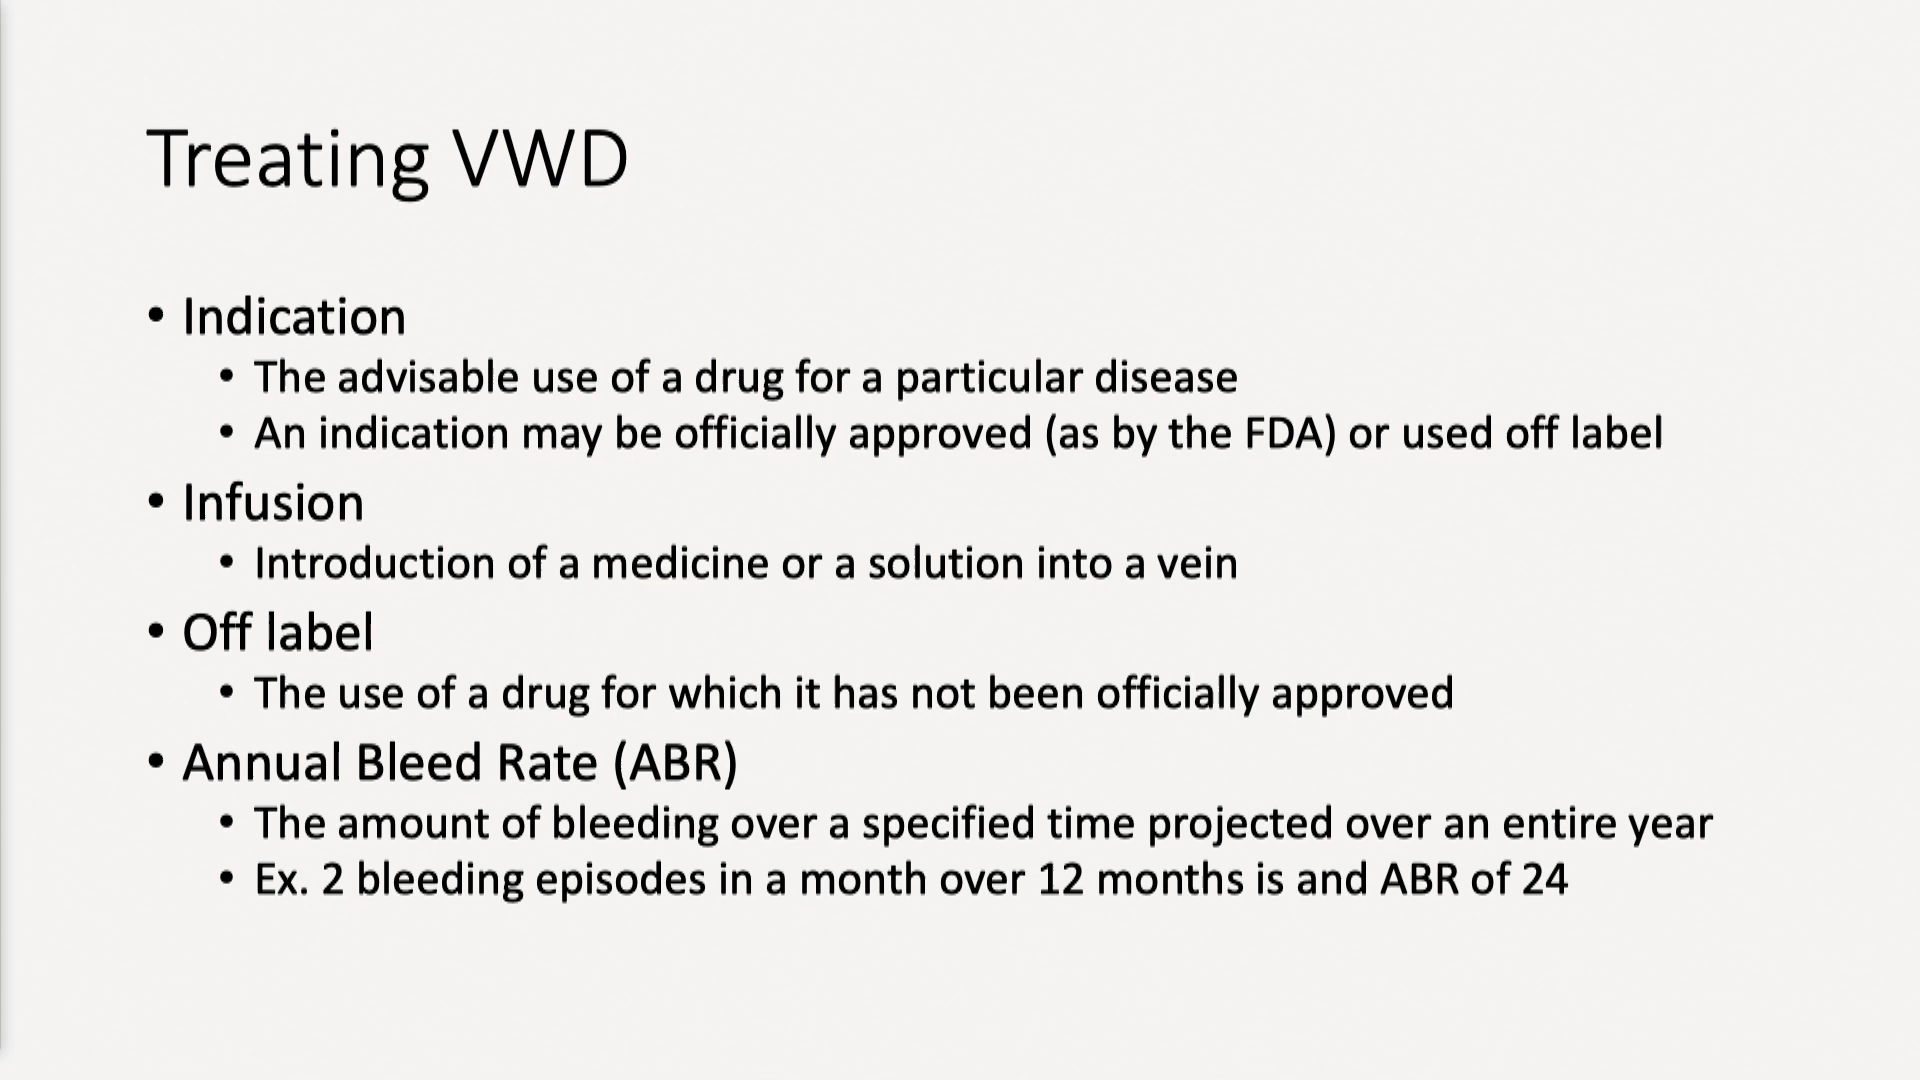 Treating VWD
• Indication
• The advisable use of a drug for a particular disease
• An indication may be officially approved (as by the FDA) or used off label
• Infusion
• Introduction of a medicine or a solution into a vein
• Off label
• The use of a drug for which it has not been officially approved
• Annual Bleed Rate (ABR)
• The amount of bleeding over a specified time projected over an entire year
• Ex. 2 bleeding episodes in a month over 12 months is and ABR of 24